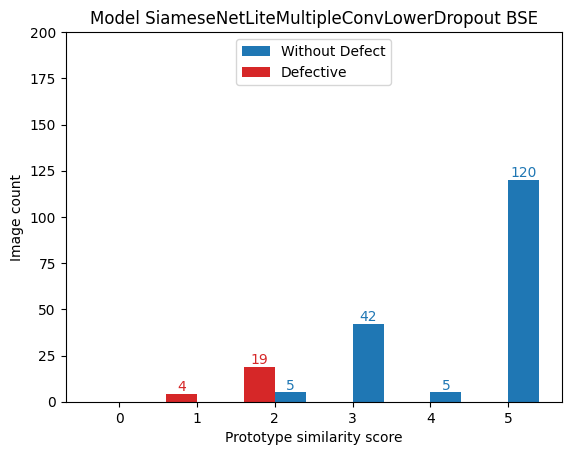 Model SiameseNetLiteMultipleConvLowerDropout BSE
200
175
150
125
100
75
50
25
0
Image count
Without Defect
Defective
4
19
5
42
5
120
0 1 2 3 4 5
Prototype similarity score